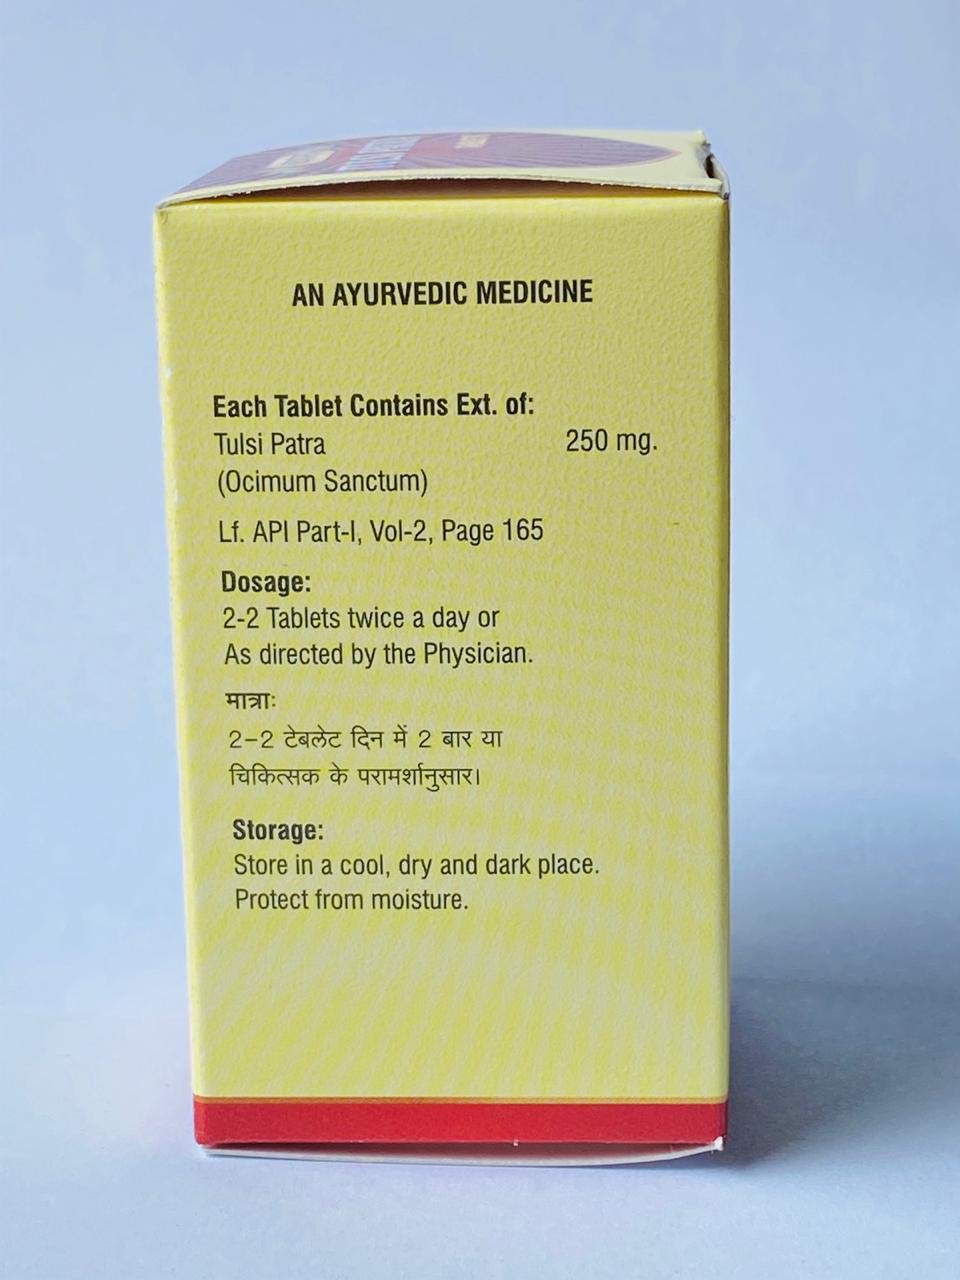 AN AYURVEDIC MEDICINE
Each Tablet Contains Ext. of:
Tulsi Patra 250 mg.
(Ocimum Sanctum)
Lf. API Part-I, Vol-2, Page 165
Dosage:
2-2 Tablets twice a day or
As directed by the Physician.
मात्राः
2-2 टेबलेट दिन में 2 बार या
चिकित्सक के परामर्शानुसार।
Storage:
Store in a cool, dry and dark place.
Protect from moisture.